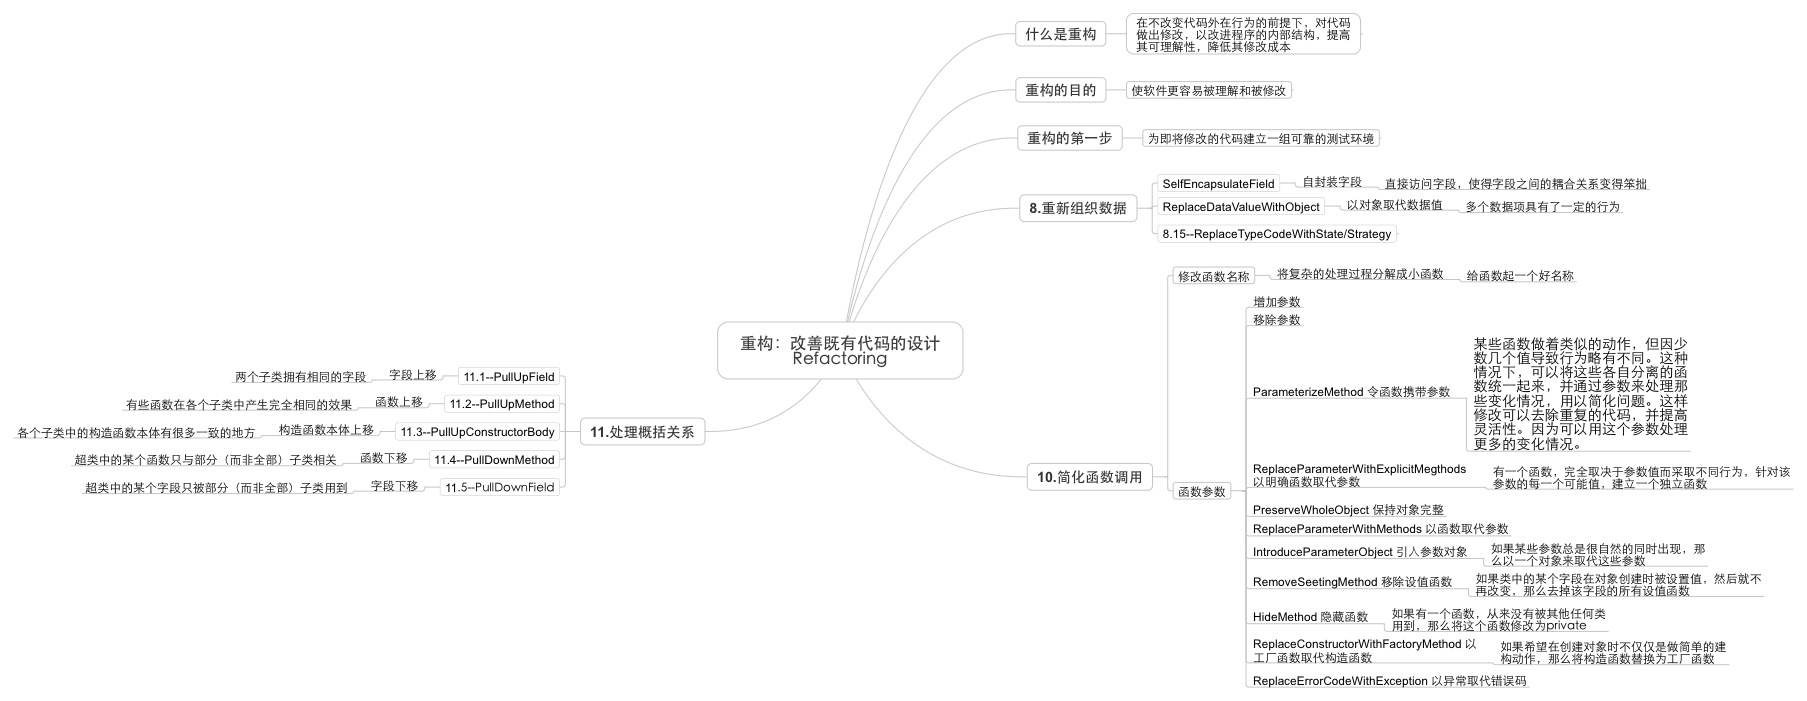 重构：改善既有代码的设计
Refactoring
什么是重构
在不改变代码外在行为的前提下，对代码
做出修改，以改进程序的内部结构，提高
其可理解性，降低其修改成本
重构的目的
使软件更容易被理解和被修改
重构的第一步
为即将修改的代码建立一组可靠的测试环境
8.重新组织数据
SelfEncapsulateField
自封装字段
直接访问字段，使得字段之间的耦合关系变得笨拙
ReplaceDataValueWithObject
以对象取代数据值
多个数据项具有了一定的行为
8.15--ReplaceTypeCodeWithState/Strategy
10.简化函数调用
修改函数名称
将复杂的处理过程分解成小函数
给函数起一个好名称
函数参数
增加参数
移除参数
ParameterizeMethod 令函数携带参数
某些函数做着类似的动作，但因少
数几个值导致行为略有不同。这种
情况下，可以将这些各自分离的函
数统一起来，并通过参数来处理那
些变化情况，用以简化问题。这样
修改可以去除重复的代码，并提高
灵活性。因为可以用这个参数处理
更多的变化情况。
ReplaceParameterWithExplicitMegthods
以明确函数取代参数
有一个函数，完全取决于参数值而采取不同行为，针对该
参数的每一个可能值，建立一个独立函数
PreserveWholeObject 保持对象完整
ReplaceParameterWithMethods 以函数取代参数
IntroduceParameterObject 引入参数对象
如果某些参数总是很自然的同时出现，那
么以一个对象来取代这些参数
RemoveSeetingMethod 移除设值函数
如果类中的某个字段在对象创建时被设置值，然后就不
再改变，那么去掉该字段的所有设值函数
HideMethod 隐藏函数
如果有一个函数，从来没有被其他任何类
用到，那么将这个函数修改为private
ReplaceConstructorWithFactoryMethod 以
工厂函数取代构造函数
如果希望在创建对象时不仅仅是做简单的建
构动作，那么将构造函数替换为工厂函数
ReplaceErrorCodeWithException 以异常取代错误码
11.处理概括关系
11.1--PullUpField
字段上移
两个子类拥有相同的字段
11.2--PullUpMethod
函数上移
有些函数在各个子类中产生完全相同的效果
11.3--PullUpConstructorBody
构造函数本体上移
各个子类中的构造函数本体有很多一致的地方
11.4--PullDownMethod
函数下移
超类中的某个函数只与部分（而非全部）子类相关
11.5--PullDownField
字段下移
超类中的某个字段只被部分（而非全部）子类用到